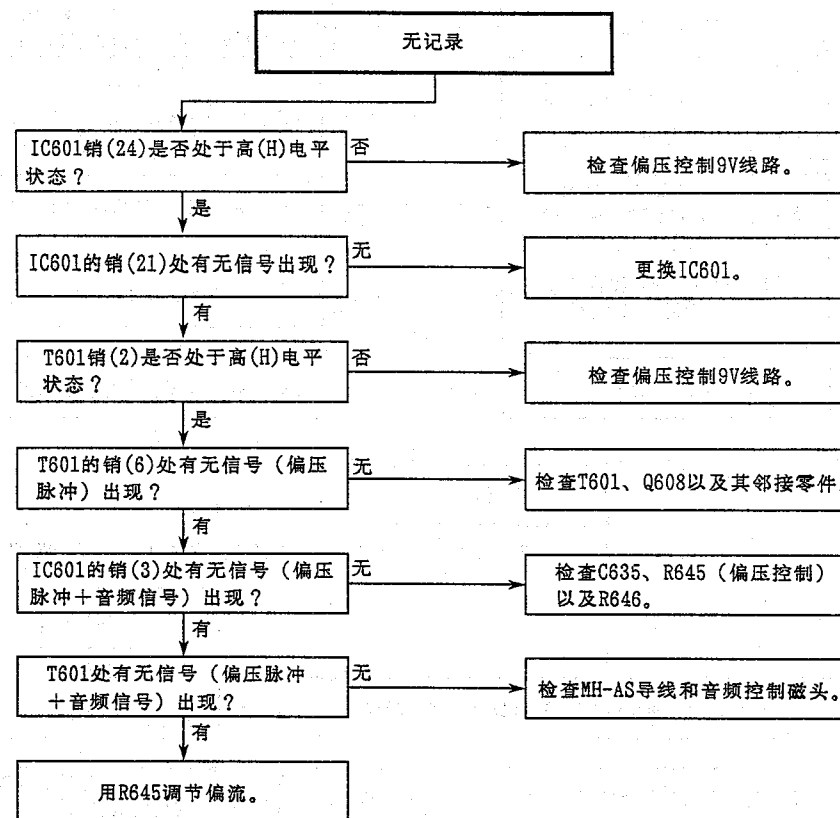 无记录
IC601销(24)是否处于高(H)电平
状态？
否
检查偏压控制9V线路。
是
IC601的销(21)处有无信号出现？
无
更换IC601。
有
T601销(2)是否处于高(H)电平
状态？
否
检查偏压控制9V线路。
是
T601的销(6)处有无信号（偏压
脉冲）出现？
无
检查T601、Q608以及其邻接零件
有
IC601的销(3)处有无信号（偏压
脉冲＋音频信号）出现？
无
检查C635、R645（偏压控制）
以及R646。
有
T601处有无信号（偏压脉冲
＋音频信号）出现？
无
检查MH-AS导线和音频控制磁头。
有
用R645调节偏流。